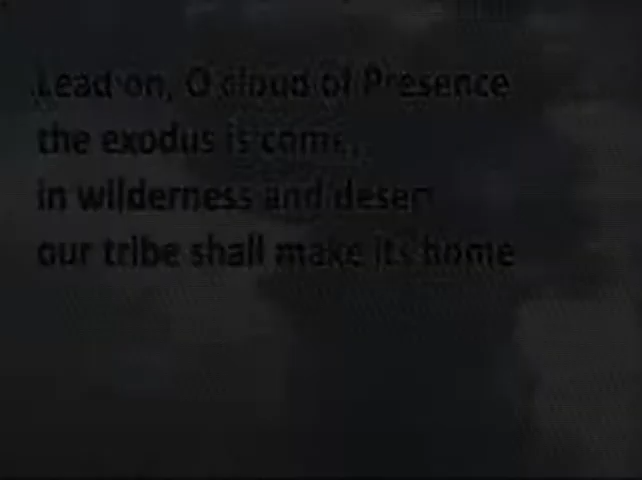 Lead on, O cloud of Presence
the exodus is come,
in wilderness and desert
our tribe shall make its home